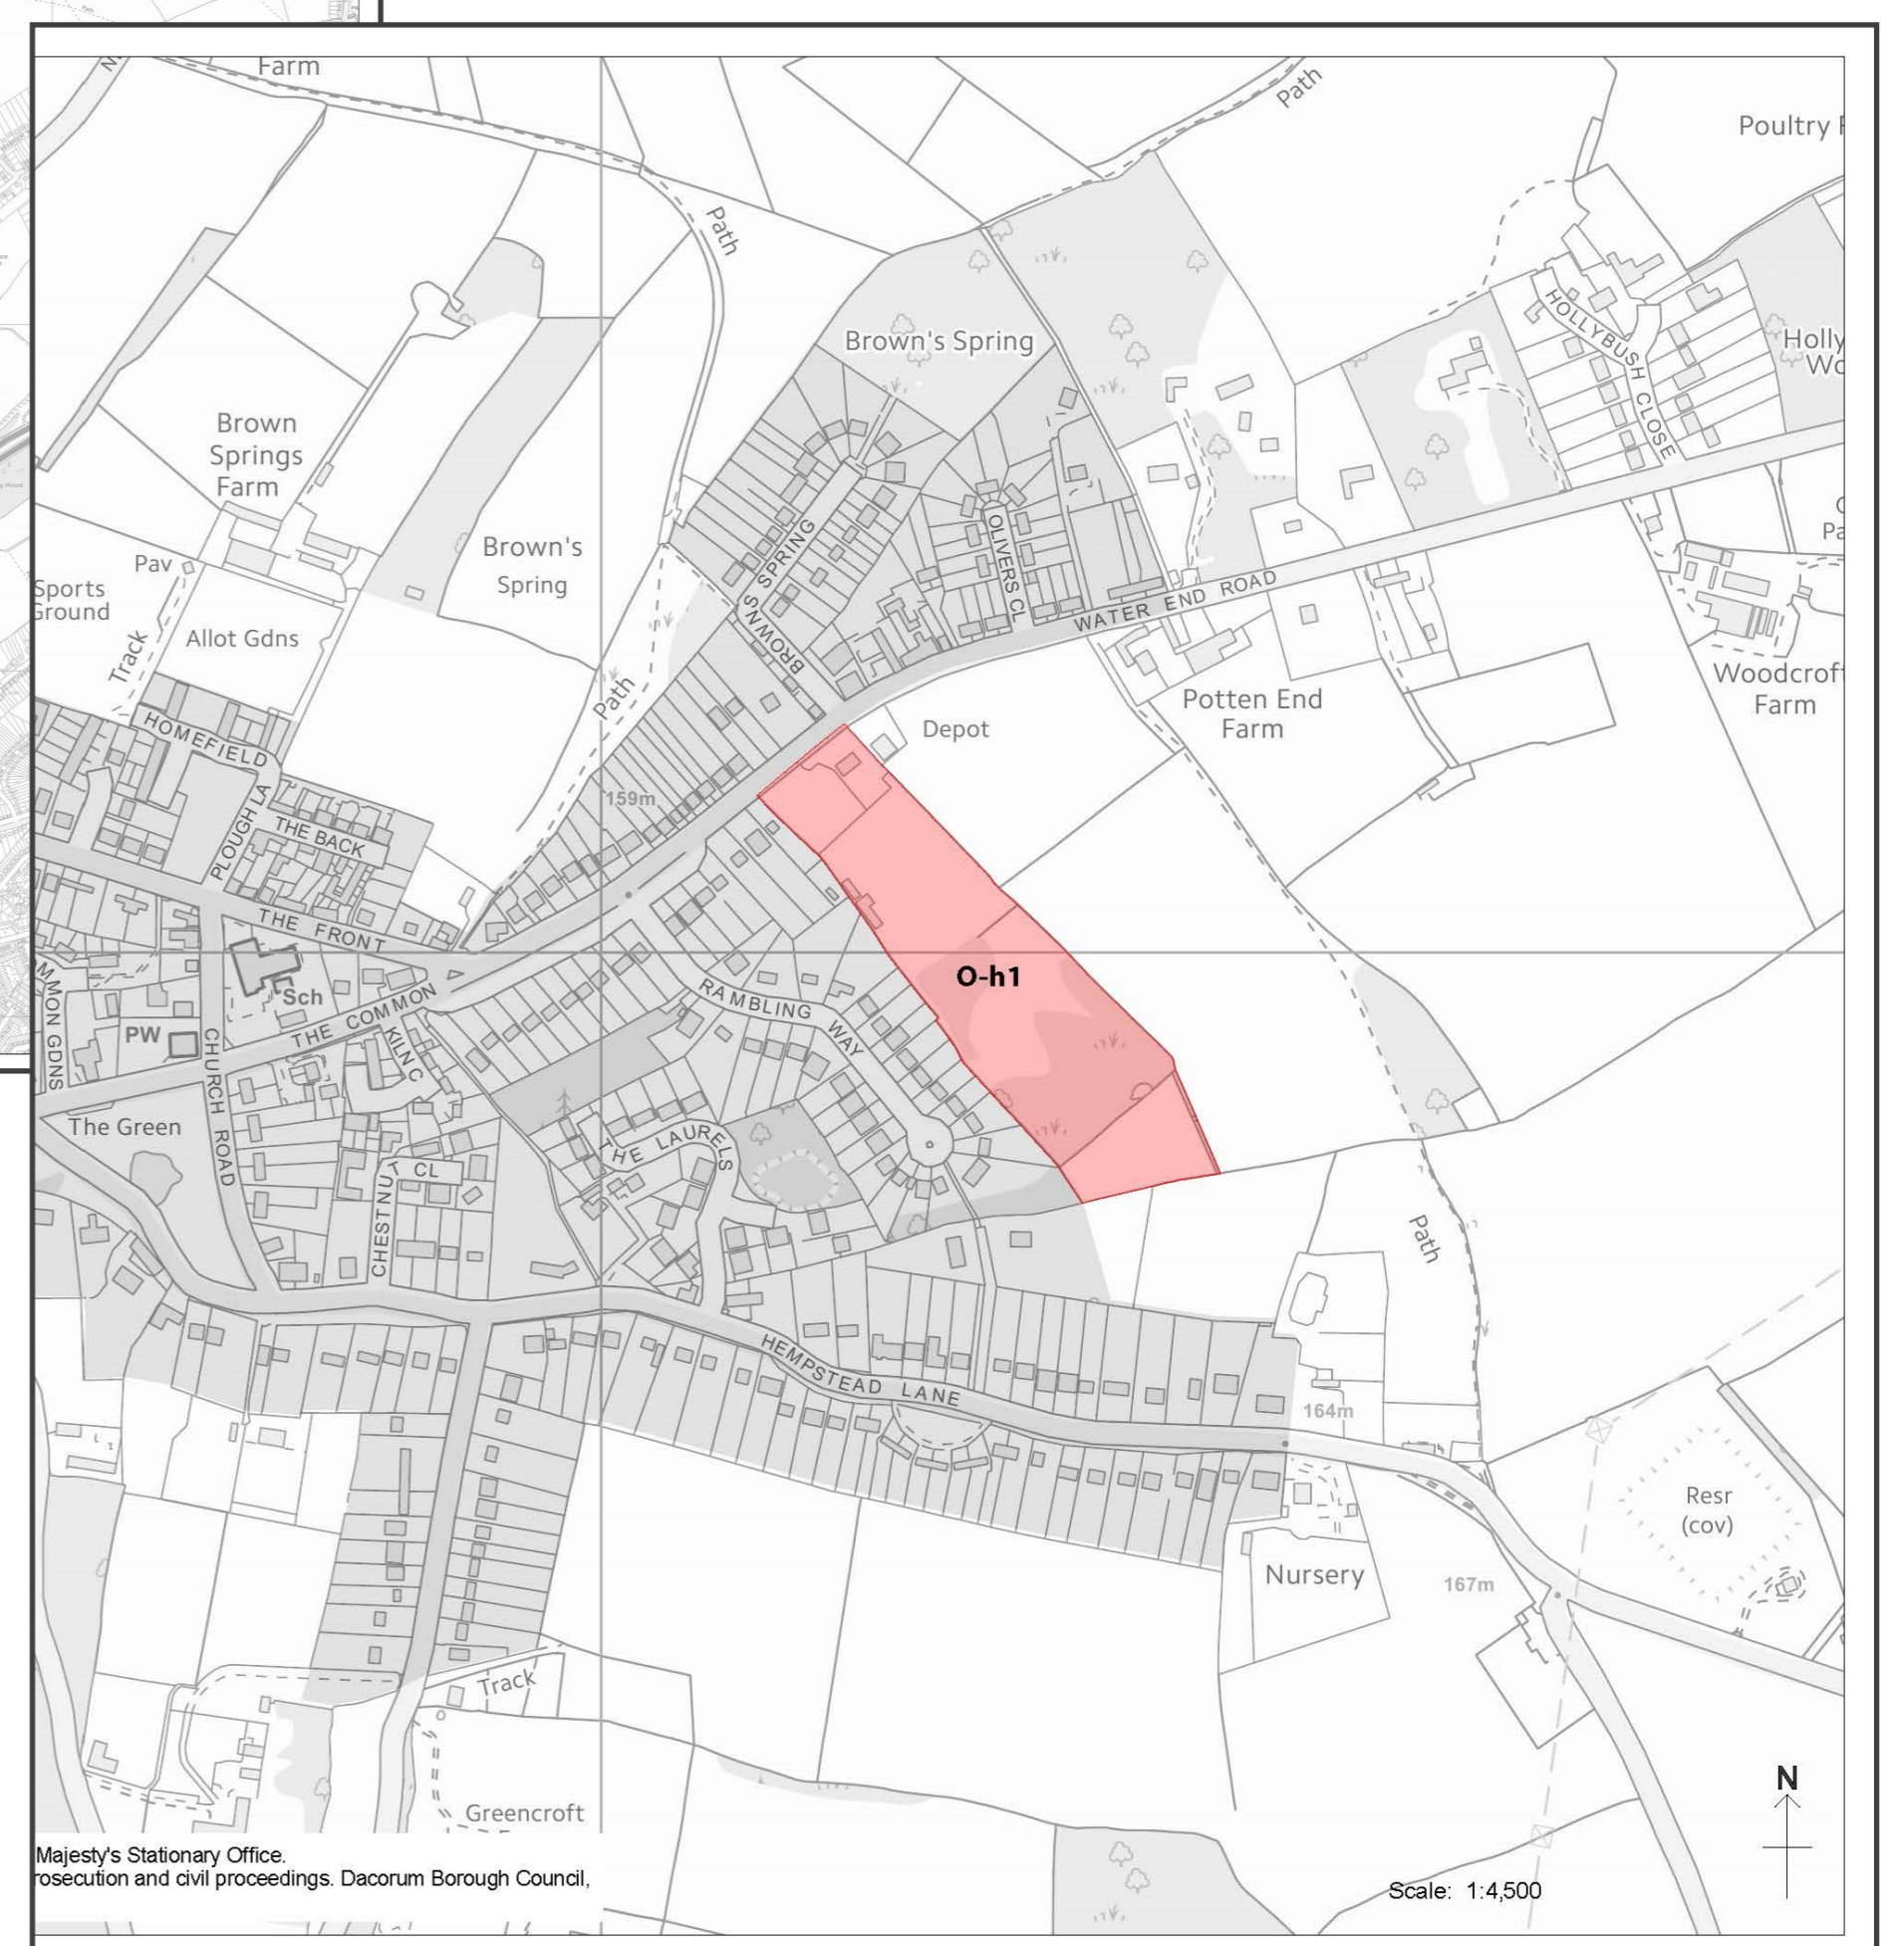 Farm
Path
Poultry
Path
Brown's Spring
HOLLYBUSH CLOSE
Holly
Brown
Springs
Farm
Brown's
Spring
BROWNS SPRING
OLIVERS CL
WATER END ROAD
Pav
Sports
Ground
Track
Allot Gdns
Path
Potten End
Farm
Woodcroft
Farm
Depot
HOMEFIELD
PLOUGH LA
THE BACK
159m
THE FRONT
O-h1
Sch
THE COMMON
RAMBLING WAY
PW
MMON GDNS
CHURCH ROAD
KILN C
The Green
THE LAURELS
CHESTNUT CL
Path
HEMPSTEAD LANE
164m
Resr
(cov)
Nursery
167m
Track
N
Greencroft
Majesty's Stationary Office.
rosecution and civil proceedings. Dacorum Borough Council,
Scale: 1:4,500